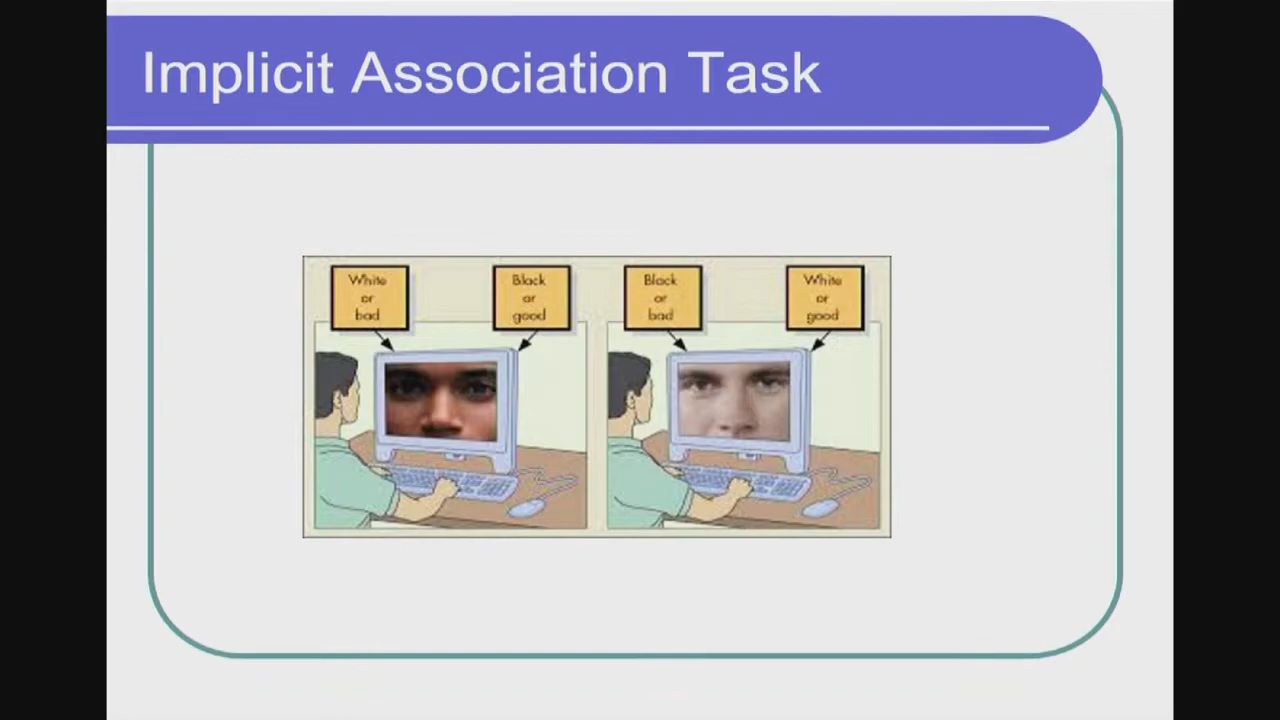 Implicit Association Task
White
or
bad
Black
or
good
Black
or
bad
White
or
good